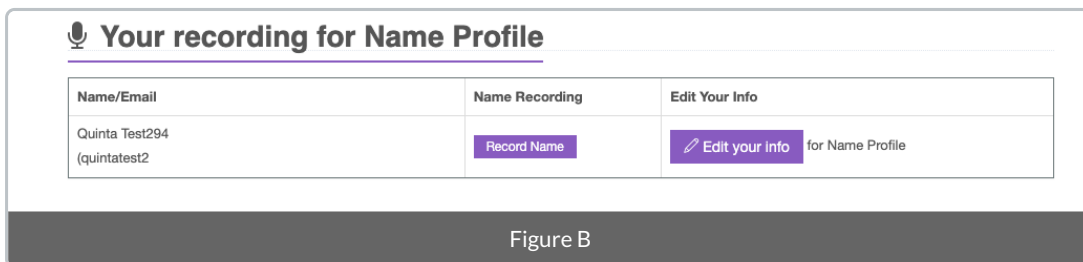 Your recording for Name Profile
Name/Email Name Recording Edit Your Info
Quinta Test294
(quintatest2
Record Name
Edit your info for Name Profile
Figure B